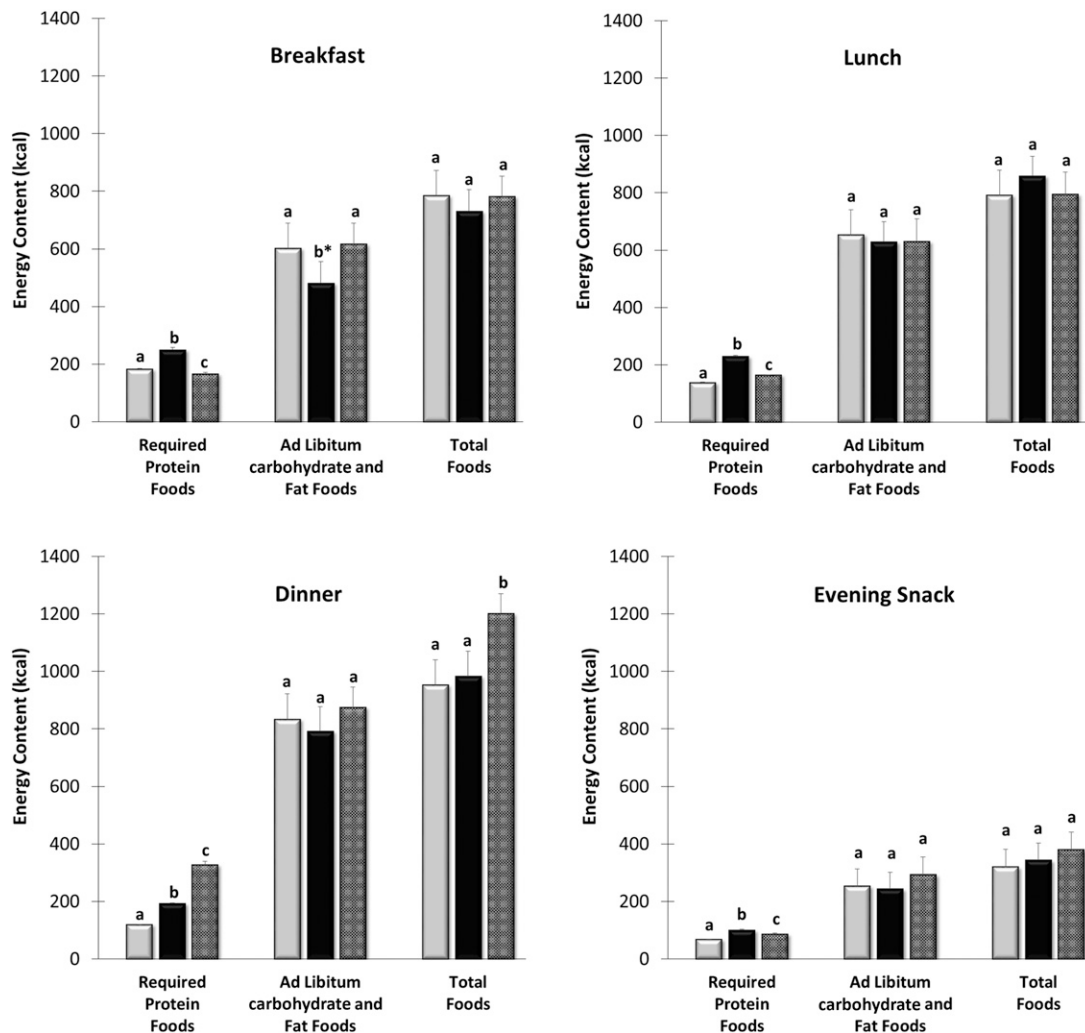 Breakfast
Energy Content (kcal)
1400
1200
1000
800
600
400
200
0
a
b
c
a
b*
a
a
a
a
Required
Protein
Foods
Ad Libitum
carbohydrate and
Fat Foods
Total
Foods
Lunch
Energy Content (kcal)
1400
1200
1000
800
600
400
200
0
a
b
c
a
a
a
a
a
a
Required
Protein
Foods
Ad Libitum
carbohydrate and
Fat Foods
Total
Foods
Dinner
Energy Content (kcal)
1400
1200
1000
800
600
400
200
0
a
b
c
a
a
a
a
a
b
Required
Protein
Foods
Ad Libitum
carbohydrate and
Fat Foods
Total
Foods
Evening Snack
Energy Content (kcal)
1400
1200
1000
800
600
400
200
0
a
b
c
a
a
a
a
a
a
Required
Protein
Foods
Ad Libitum
carbohydrate and
Fat Foods
Total
Foods